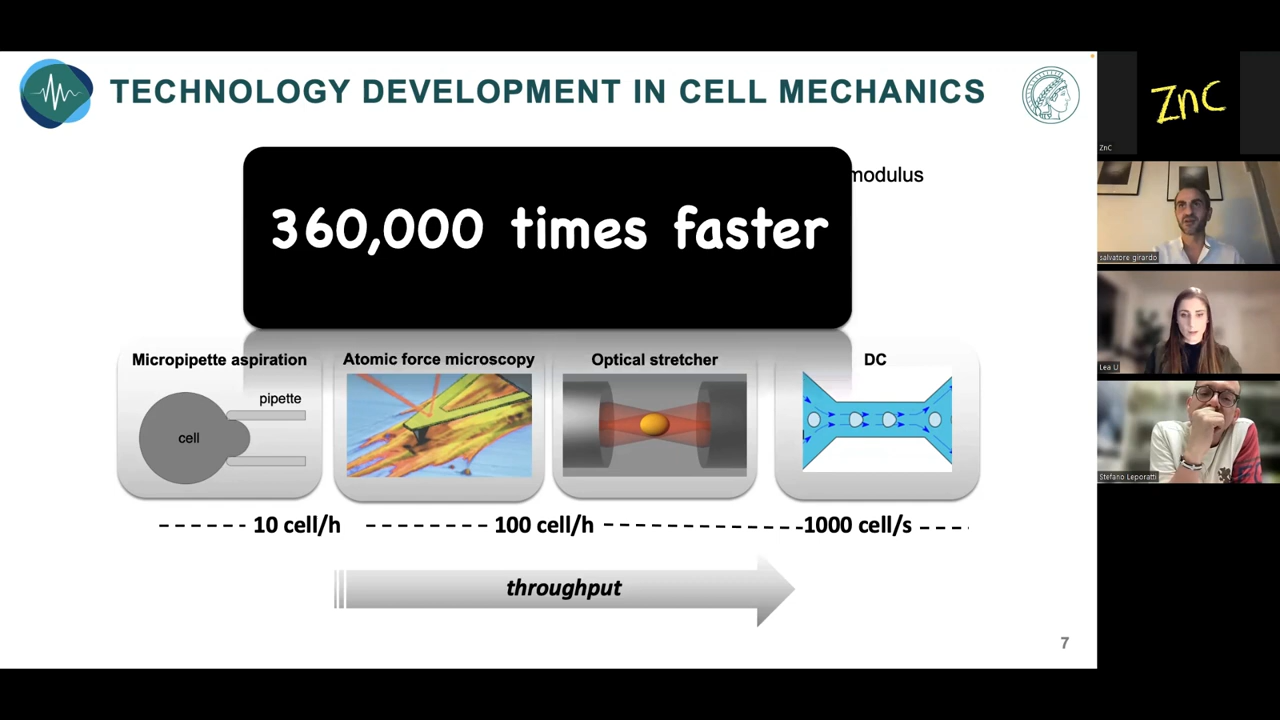 TECHNOLOGY DEVELOPMENT IN CELL MECHANICS
modulus
360,000 times faster
Micropipette aspiration
Atomic force microscopy
Optical stretcher
DC
pipette
cell
10 cell/h
100 cell/h
1000 cell/s
throughput
7
ZnC
ZnC
salvatore girardo
Lea U
Stefano Leporatti